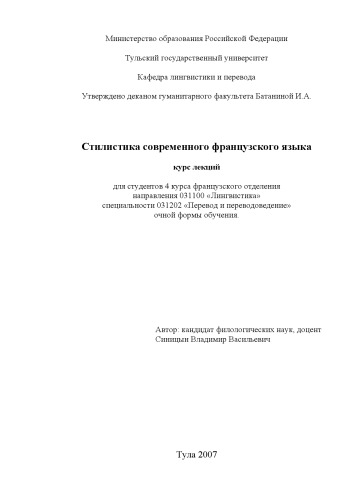 Министерство образования Российской Федерации
Тульский государственный университет
Кафедра лингвистики и перевода
Утверждено деканом гуманитарного факультета Батаниной И.А.
Стилистика современного французского языка
курс лекций
для студентов 4 курса французского отделения
направления 031100 «Лингвистика»
специальности 031202 «Перевод и переводоведение»
очной формы обучения.
Автор: кандидат филологических наук, доцент
Синицын Владимир Васильевич
Тула 2007